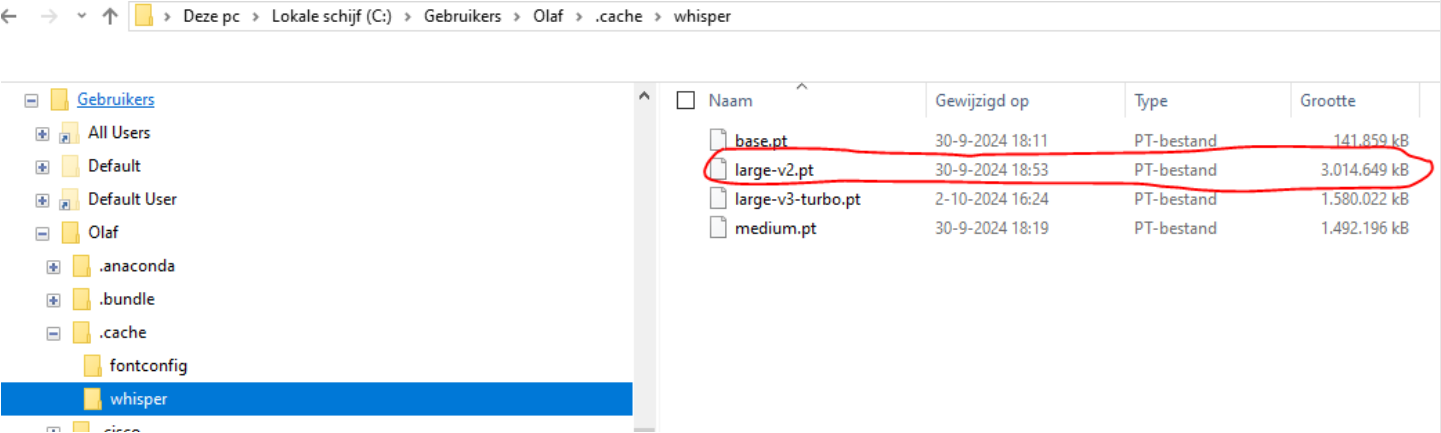 Deze pc > Lokale schijf (C:) > Gebruikers > Olaf > .cache > whisper
Gebruikers
All Users
Default
Default User
Olaf
.anaconda
.bundle
.cache
fontconfig
whisper
.cisco
Naam Gewijzigd op Type Grootte
base.pt 30-9-2024 18:11 PT-bestand 141.859 kB
large-v2.pt 30-9-2024 18:53 PT-bestand 3.014.649 kB
large-v3-turbo.pt 2-10-2024 16:24 PT-bestand 1.580.022 kB
medium.pt 30-9-2024 18:19 PT-bestand 1.492.196 kB